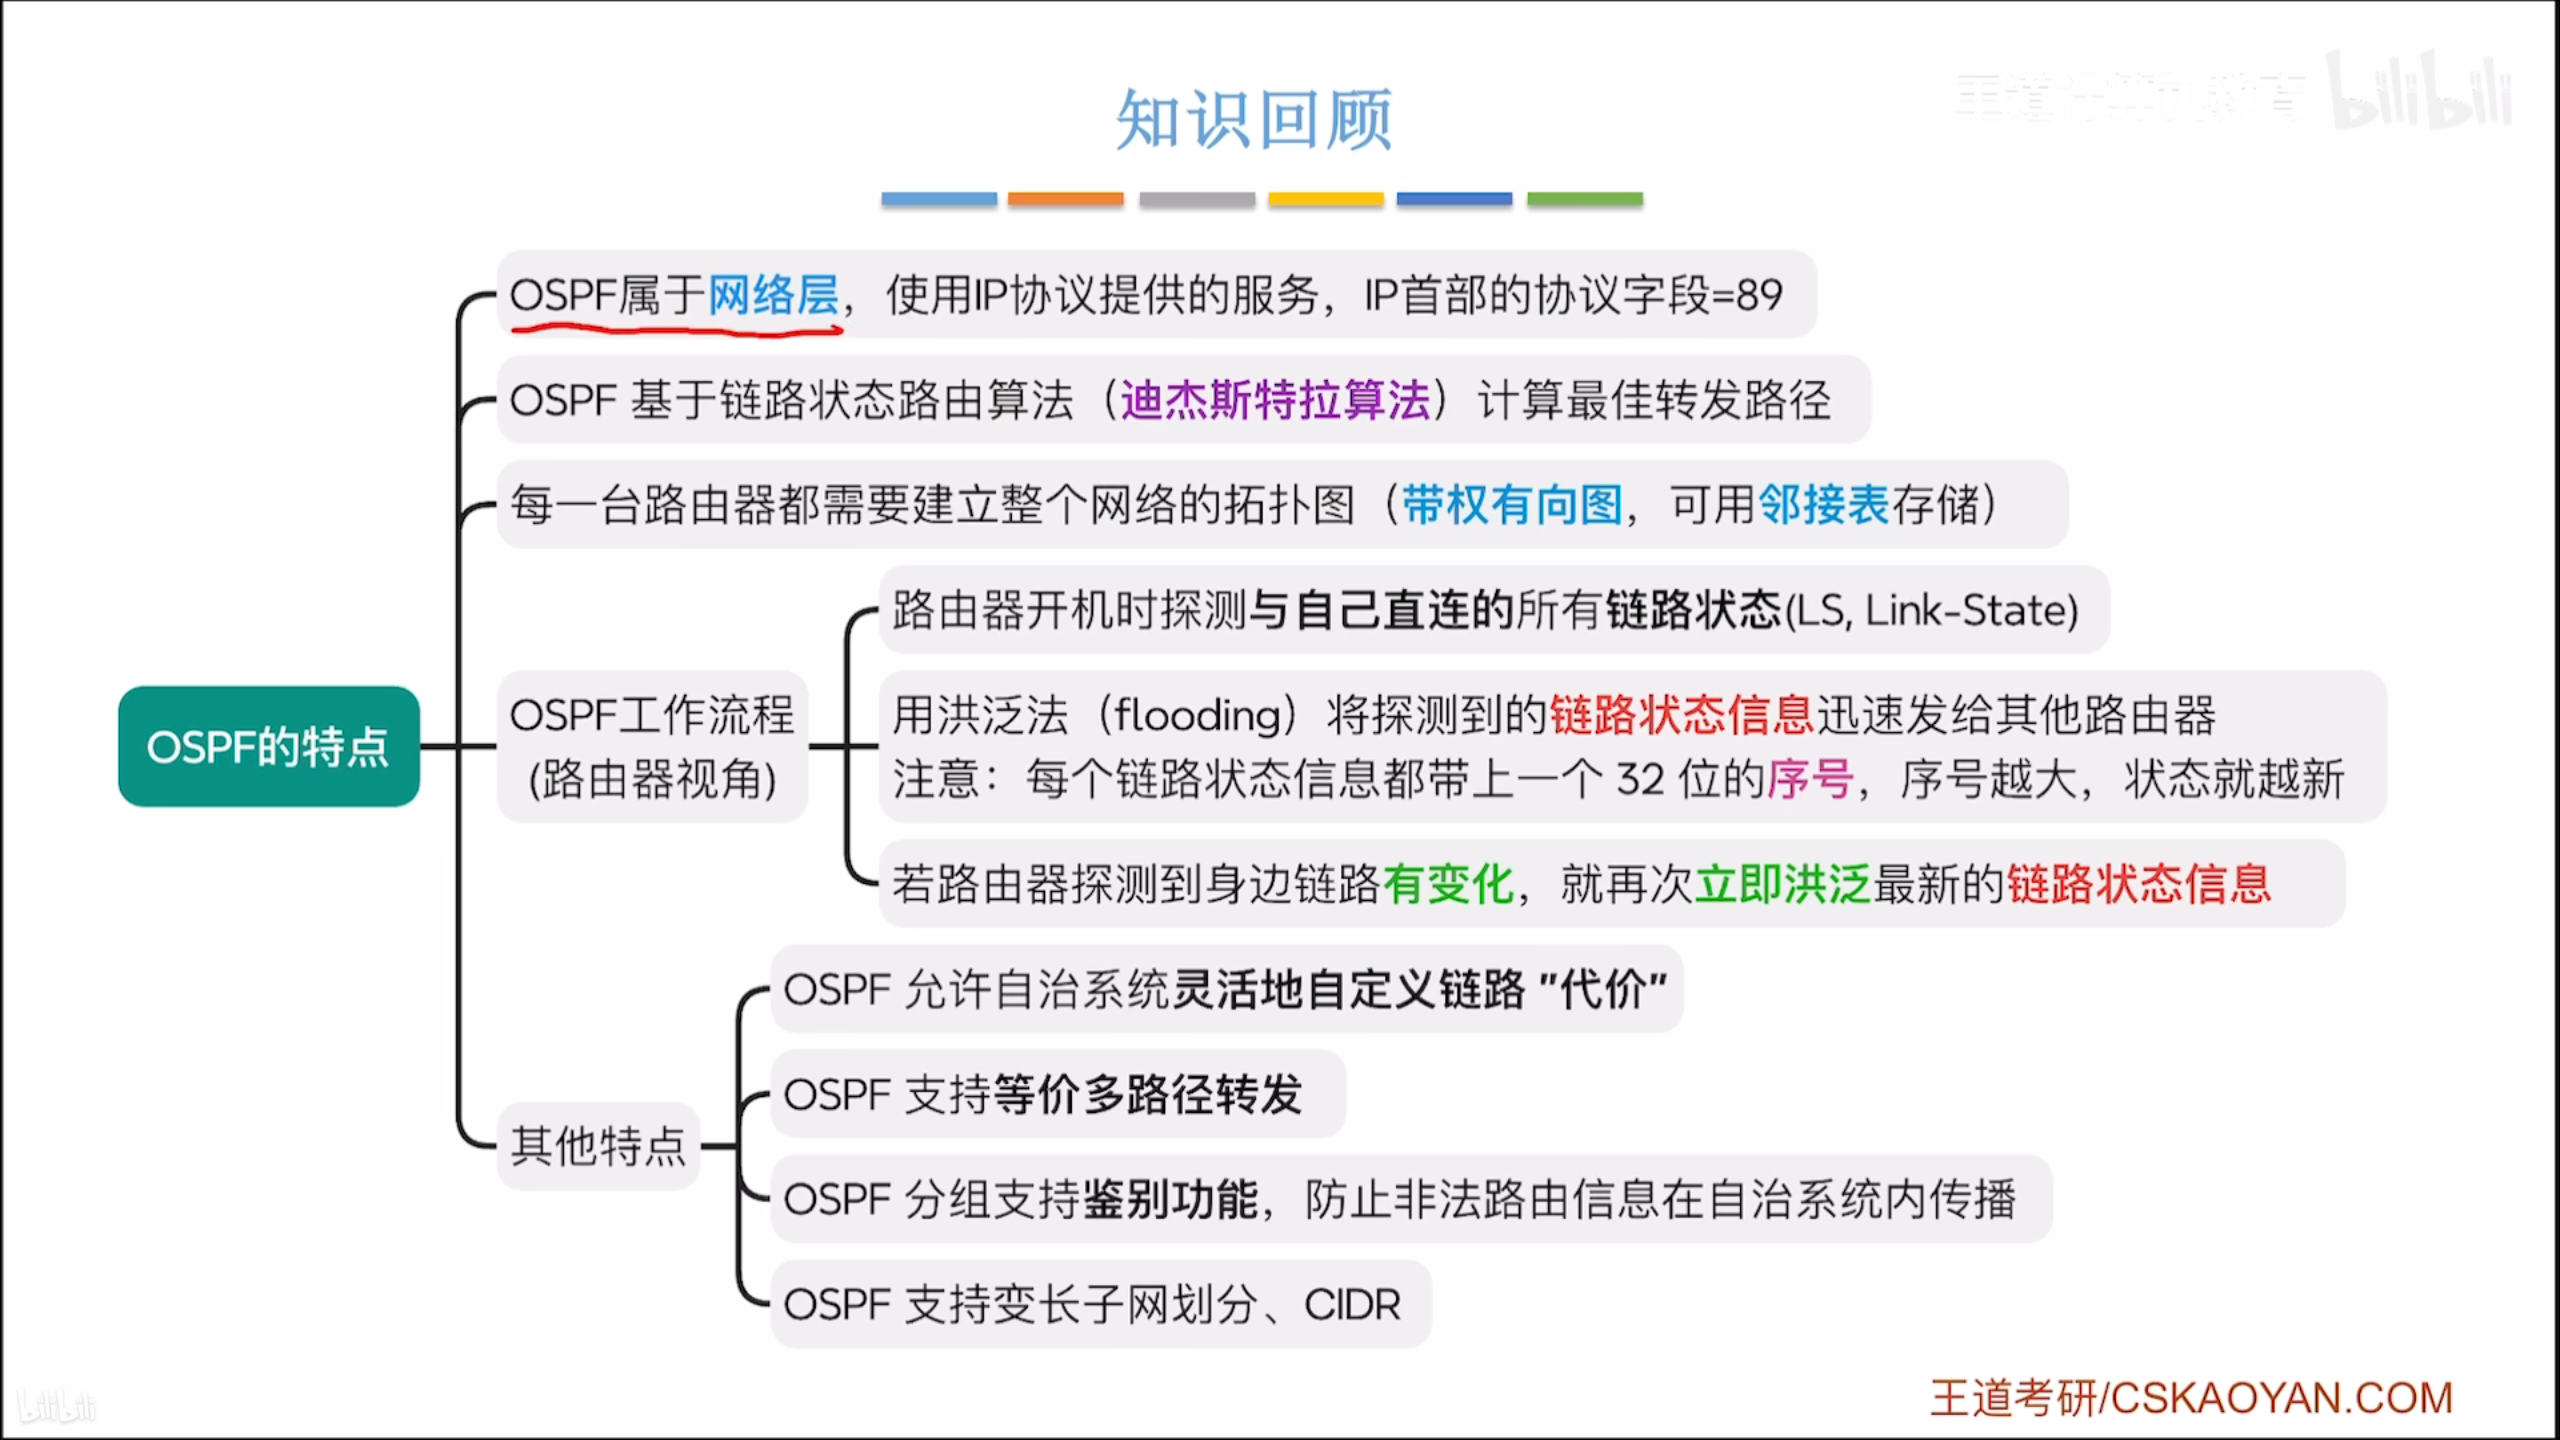 知识回顾
bilibili
OSPF的特点
OSPF属于网络层，使用IP协议提供的服务，IP首部的协议字段=89
OSPF 基于链路状态路由算法（迪杰斯特拉算法）计算最佳转发路径
每一台路由器都需要建立整个网络的拓扑图（带权有向图，可用邻接表存储）
OSPF工作流程
(路由器视角)
路由器开机时探测与自己直连的所有链路状态(LS, Link-State)
用洪泛法（flooding）将探测到的链路状态信息迅速发给其他路由器
注意：每个链路状态信息都带上一个 32 位的序号，序号越大，状态就越新
若路由器探测到身边链路有变化，就再次立即洪泛最新的链路状态信息
其他特点
OSPF 允许自治系统灵活地自定义链路 "代价"
OSPF 支持等价多路径转发
OSPF 分组支持鉴别功能，防止非法路由信息在自治系统内传播
OSPF 支持变长子网划分、CIDR
bilibili
王道考研/CSKAOYAN.COM